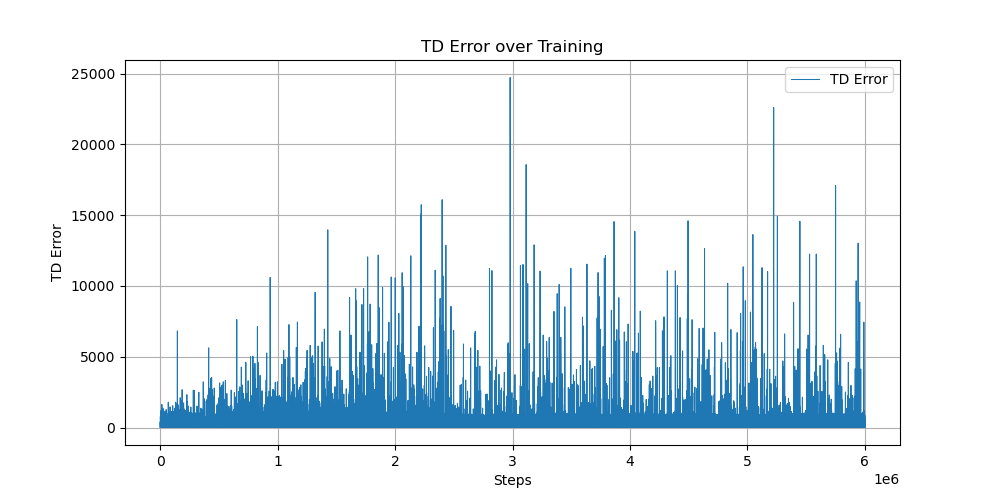 TD Error over Training
TD Error
25000
20000
15000
10000
5000
0
TD Error
0 1 2 3 4 5 6
1e6
Steps